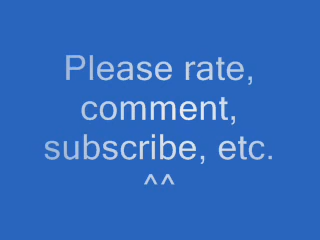 Please rate,
comment,
subscribe, etc.
^^